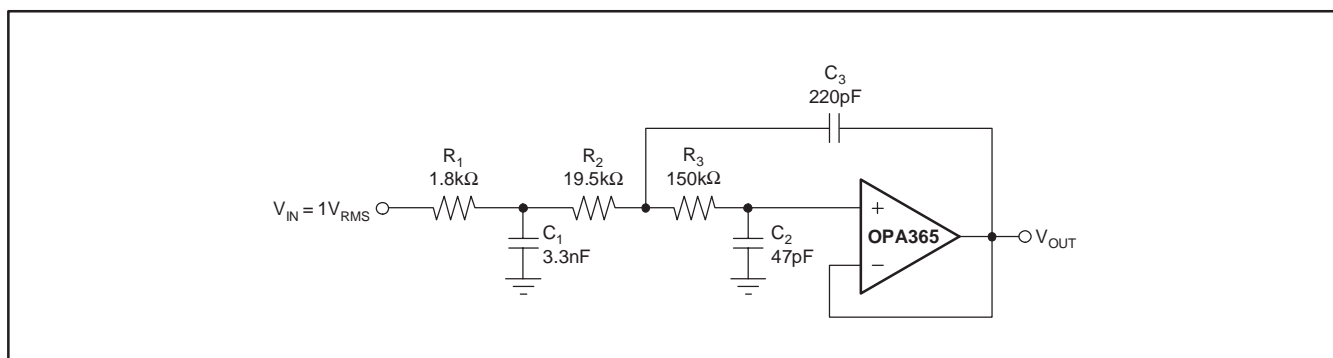 C3
220pF
R1
1.8kΩ
R2
19.5kΩ
R3
150kΩ
VIN = 1VRMS
C1
3.3nF
C2
47pF
+
OPA365
−
VOUT